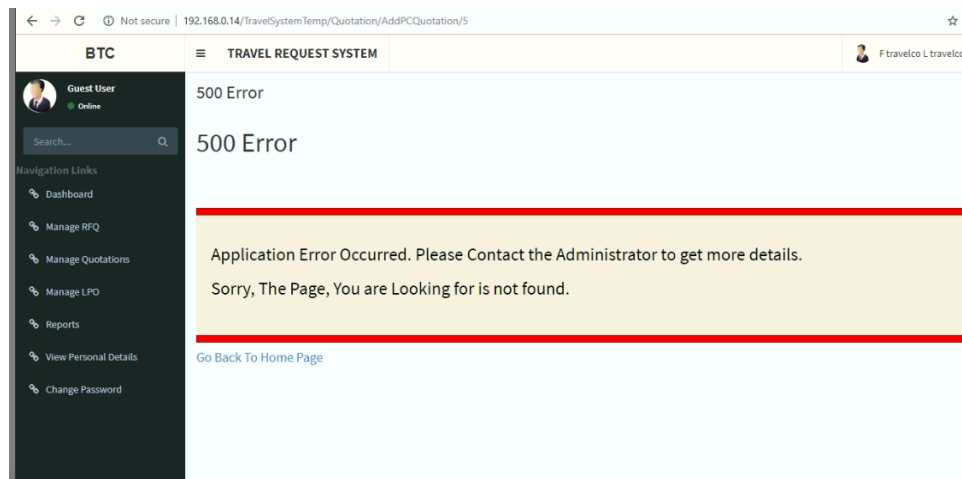 Not secure | 192.168.0.14/TravelSystemTemp/Quotation/AddPCQuotation/5
BTC
TRAVEL REQUEST SYSTEM
F travelco L travelco
Guest User
Online
Search...
Navigation Links
Dashboard
Manage RFQ
Manage Quotations
Manage LPO
Reports
View Personal Details
Change Password
500 Error
500 Error
Application Error Occurred. Please Contact the Administrator to get more details.
Sorry, The Page, You are Looking for is not found.
Go Back To Home Page